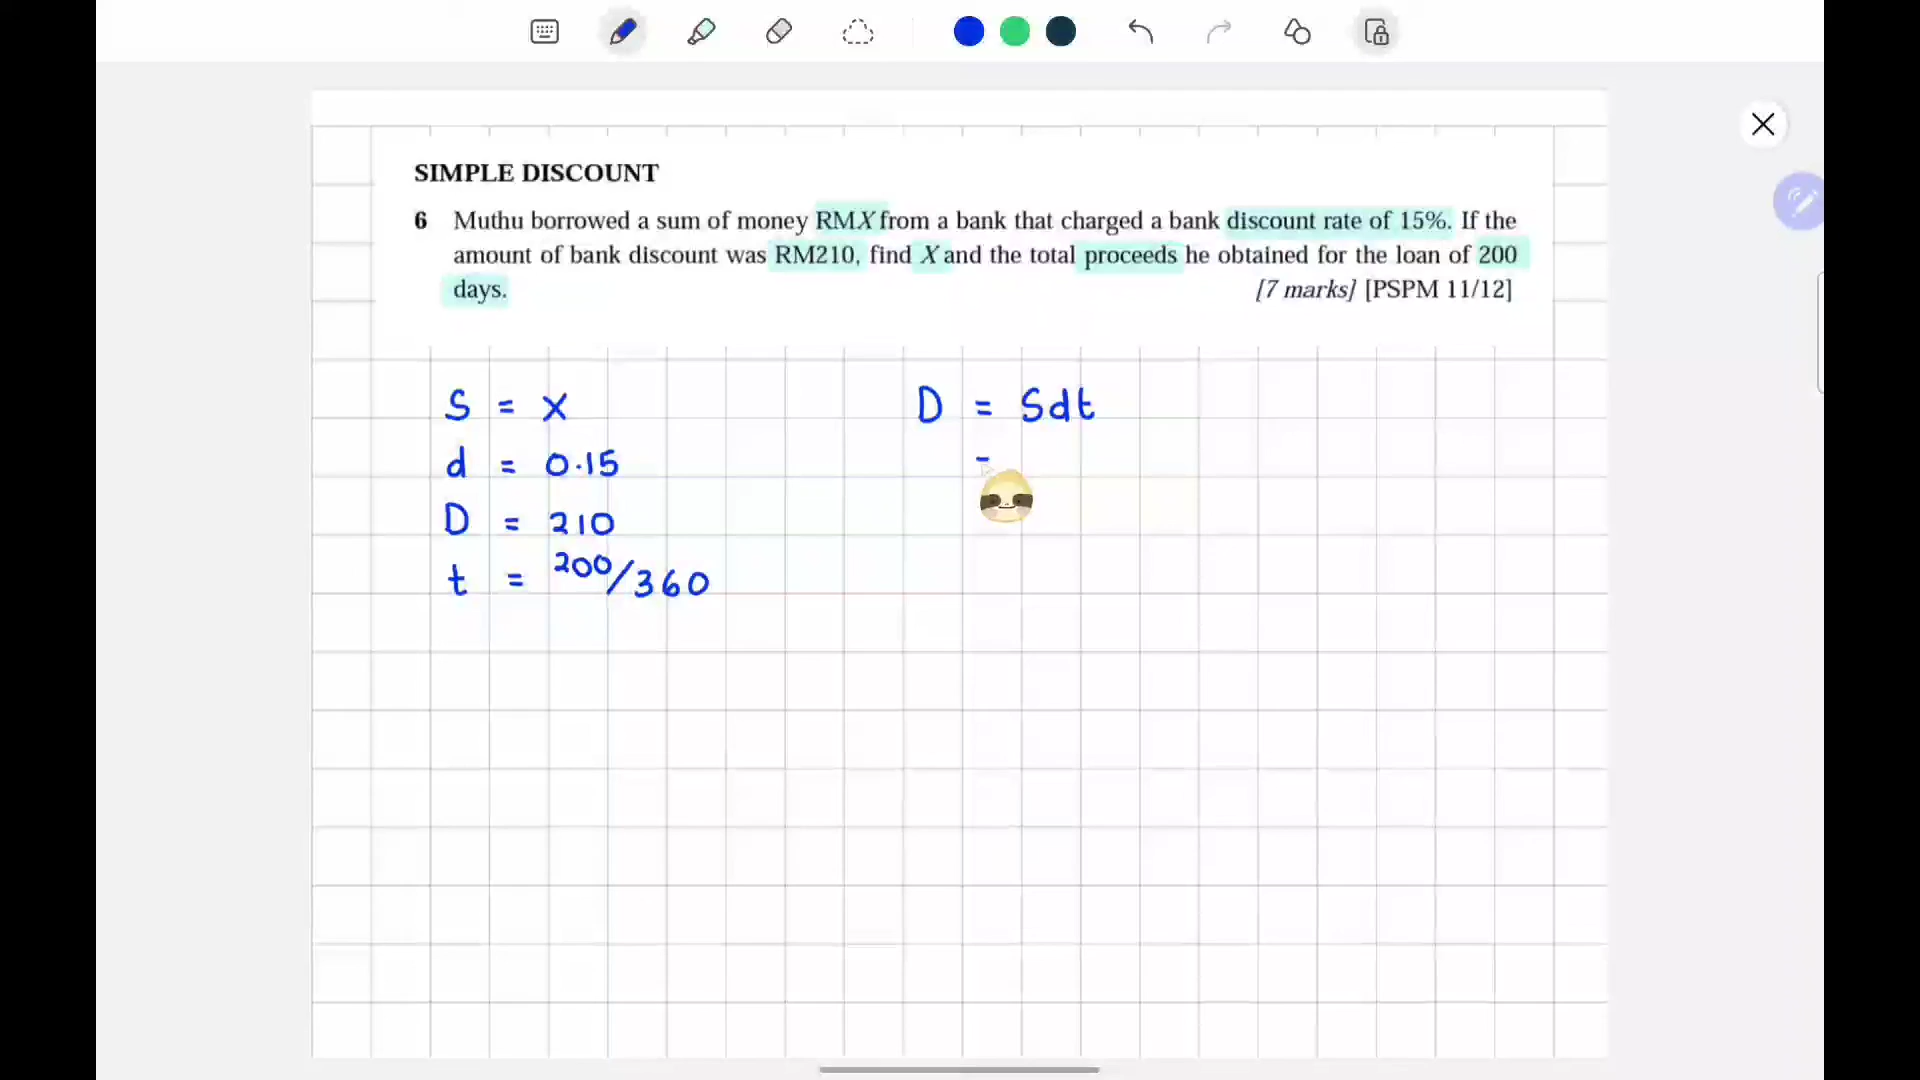 SIMPLE DISCOUNT
6 Muthu borrowed a sum of money RMX from a bank that charged a bank discount rate of 15%. If the
amount of bank discount was RM210, find X and the total proceeds he obtained for the loan of 200
days. [7 marks] [PSPM 11/12]
S = X
d = 0.15
D = 210
t = 200/360
D = Sdt
-